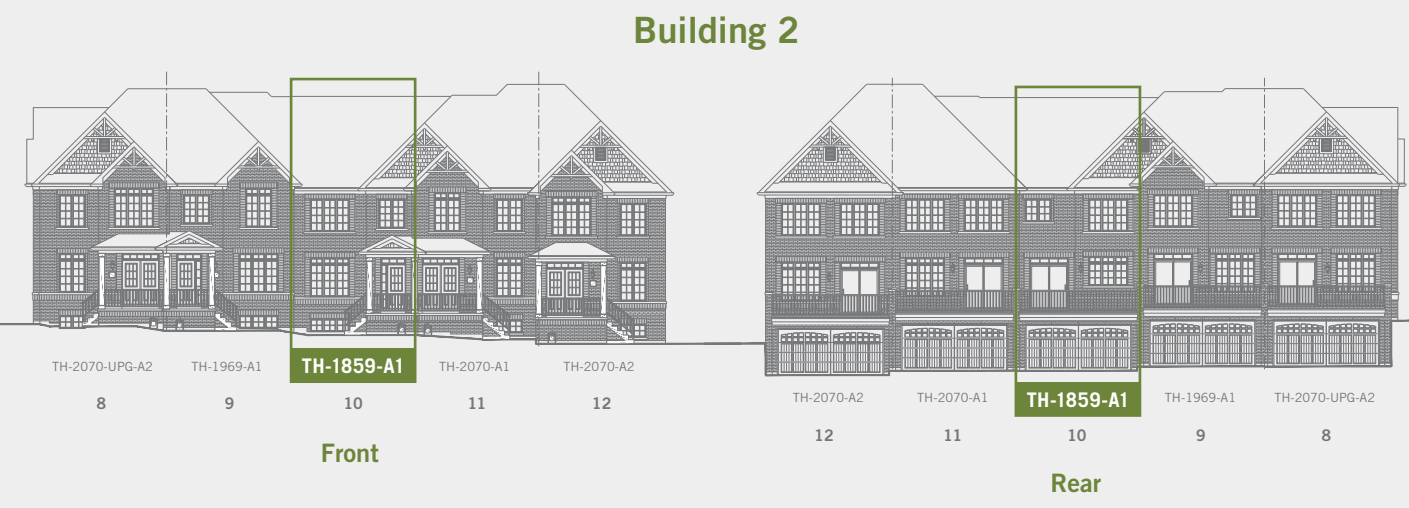 Building 2
TH-2070-UPG-A2 TH-1969-A1 TH-1859-A1 TH-2070-A1 TH-2070-A2
8 9 10 11 12
Front
TH-2070-A2 TH-2070-A1 TH-1859-A1 TH-1969-A1 TH-2070-UPG-A2
12 11 10 9 8
Rear